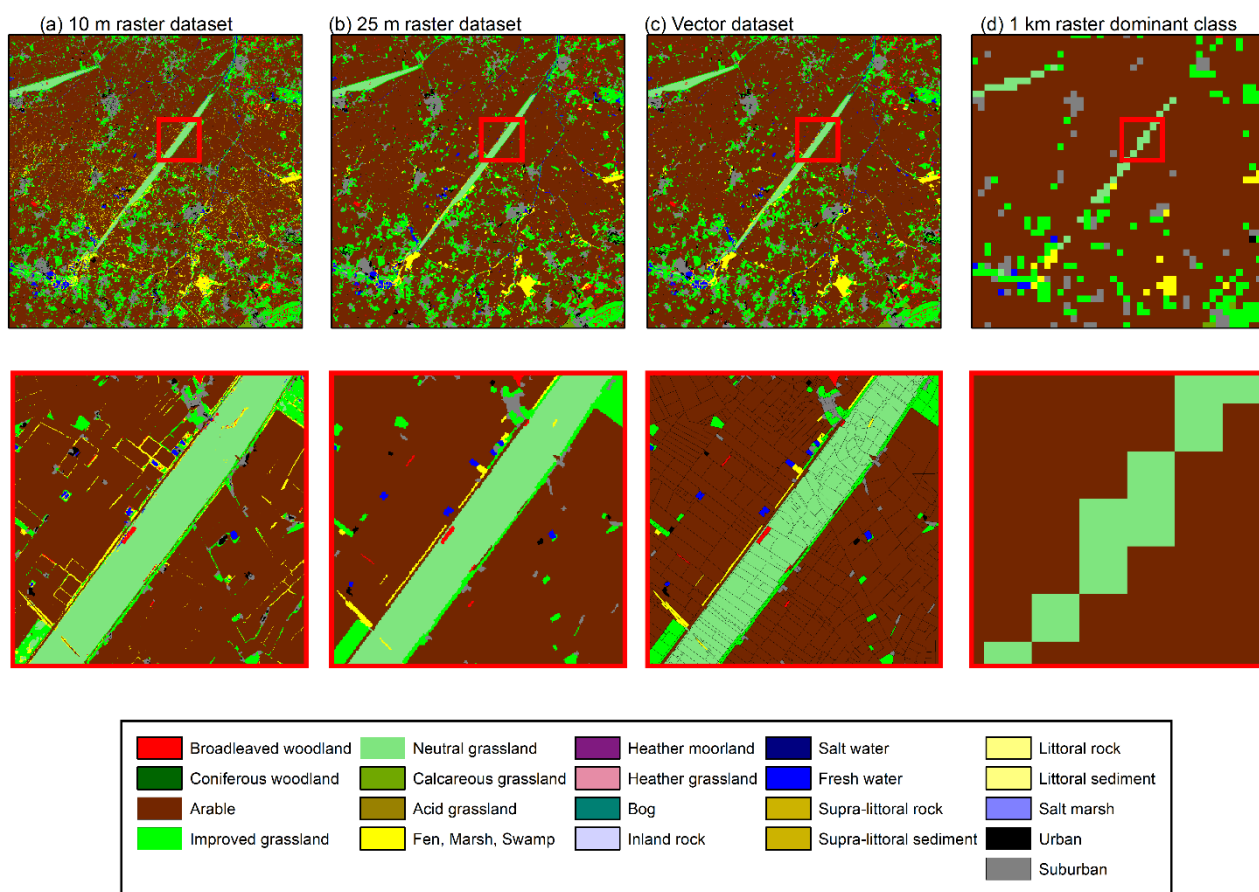 (a) 10 m raster dataset
(b) 25 m raster dataset
(c) Vector dataset
(d) 1 km raster dominant class
Broadleaved woodland
Coniferous woodland
Arable
Improved grassland
Neutral grassland
Calcareous grassland
Acid grassland
Fen, Marsh, Swamp
Heather moorland
Heather grassland
Bog
Inland rock
Salt water
Fresh water
Supra-littoral rock
Supra-littoral sediment
Littoral rock
Littoral sediment
Salt marsh
Urban
Suburban